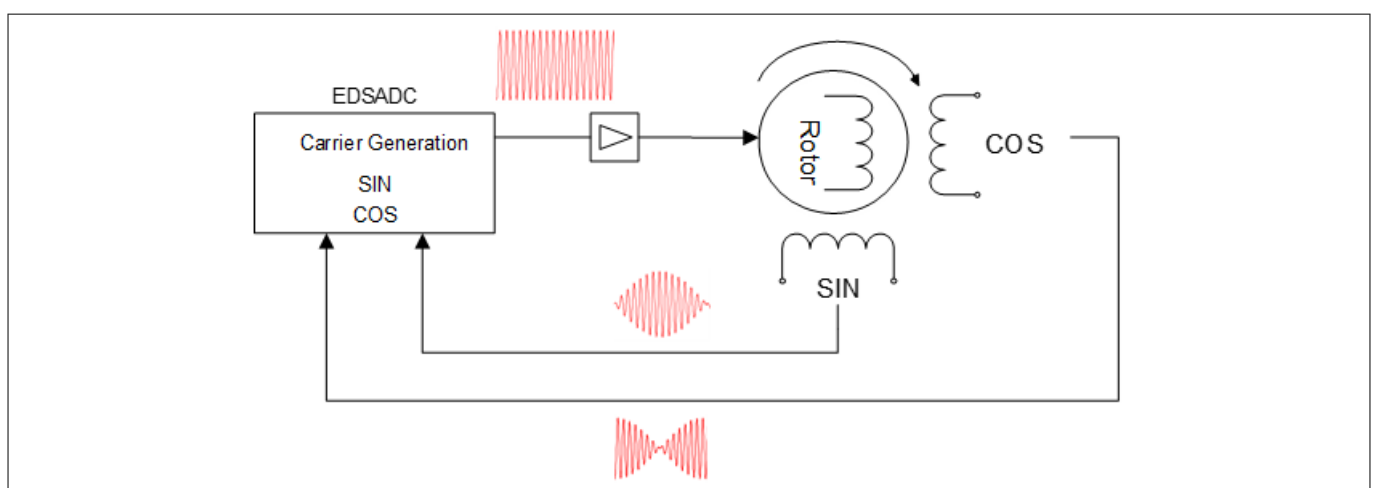 EDSADC
Carrier Generation
SIN
COS
Rotor
COS
SIN